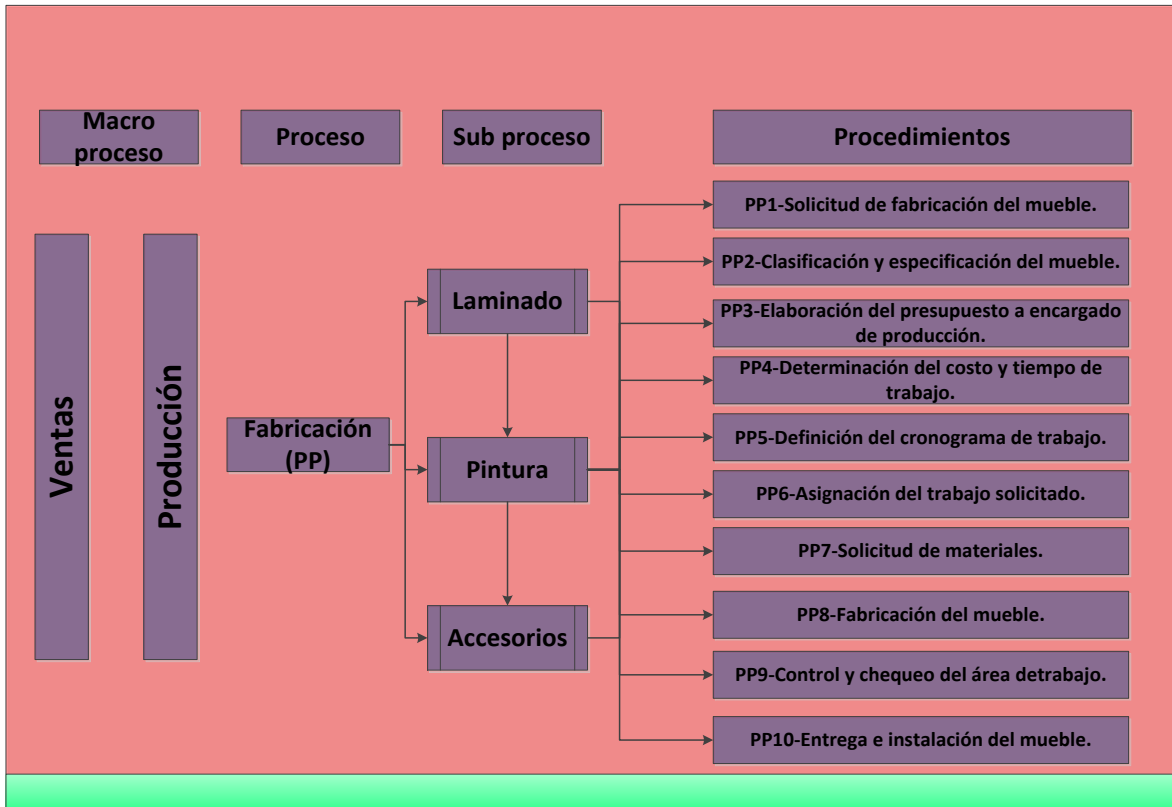 Macro
proceso
Proceso
Sub proceso
Procedimientos
Ventas
Producción
Fabricación
(PP)
Laminado
Pintura
Accesorios
PP1-Solicitud de fabricación del mueble.
PP2-Clasificación y especificación del mueble.
PP3-Elaboración del presupuesto a encargado
de producción.
PP4-Determinación del costo y tiempo de
trabajo.
PP5-Definición del cronograma de trabajo.
PP6-Asignación del trabajo solicitado.
PP7-Solicitud de materiales.
PP8-Fabricación del mueble.
PP9-Control y chequeo del área detrabajo.
PP10-Entrega e instalación del mueble.